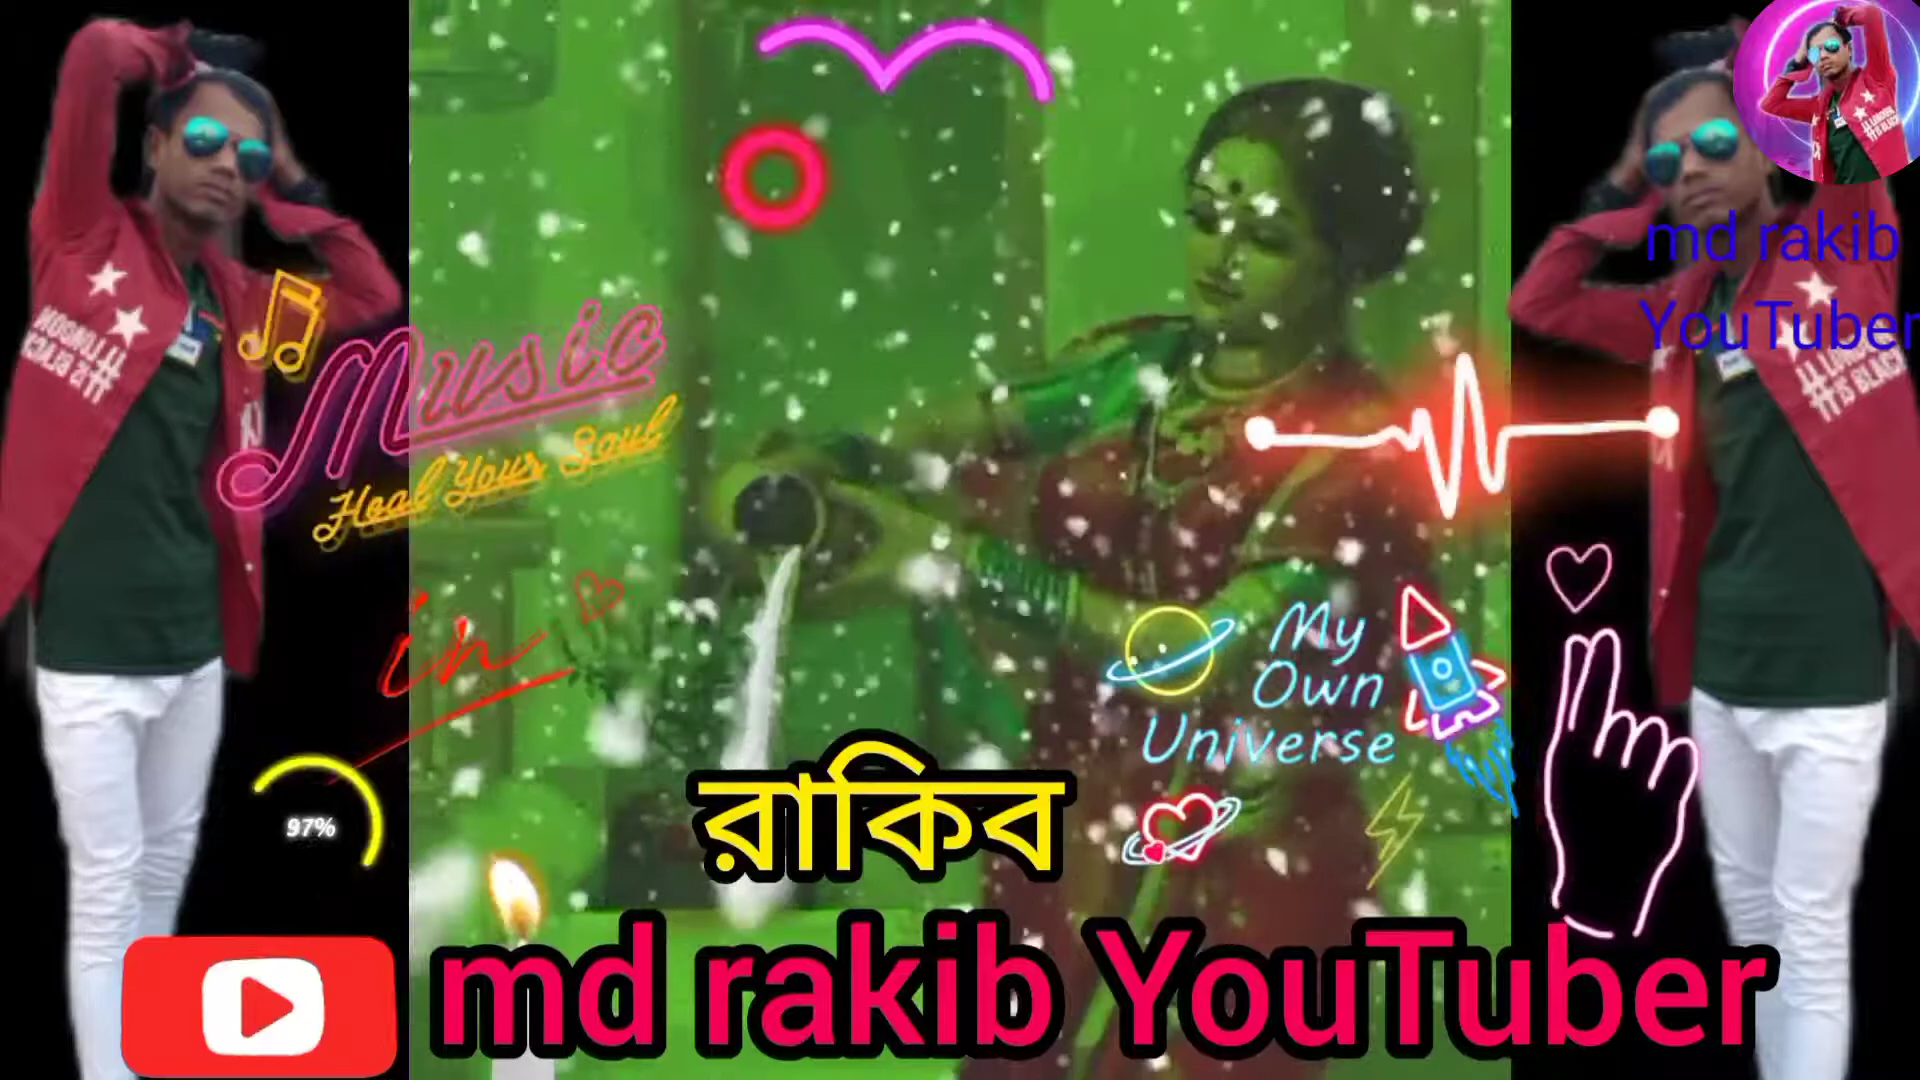 md rakib
YouTuber
Music
Heal Your Soul
in
My
Own
Universe
97%
রাকিব
md rakib YouTuber